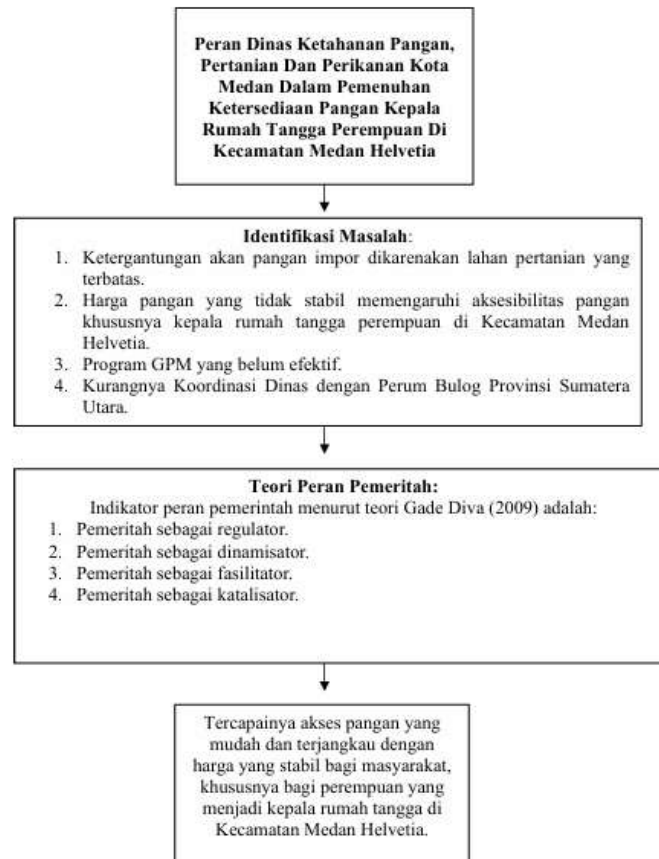 Peran Dinas Ketahanan Pangan,
Pertanian Dan Perikanan Kota
Medan Dalam Pemenuhan
Ketersediaan Pangan Kepala
Rumah Tangga Perempuan Di
Kecamatan Medan Helvetia
Identifikasi Masalah:
1. Ketergantungan akan pangan impor dikarenakan lahan pertanian yang
terbatas.
2. Harga pangan yang tidak stabil memengaruhi aksesibilitas pangan
khususnya kepala rumah tangga perempuan di Kecamatan Medan
Helvetia.
3. Program GPM yang belum efektif.
4. Kurangnya Koordinasi Dinas dengan Perum Bulog Provinsi Sumatera
Utara.
Teori Peran Pemeritah:
Indikator peran pemerintah menurut teori Gade Diva (2009) adalah:
1. Pemeritah sebagai regulator.
2. Pemeritah sebagai dinamisator.
3. Pemeritah sebagai fasilitator.
4. Pemeritah sebagai katalisator.
Tercapainya akses pangan yang
mudah dan terjangkau dengan
harga yang stabil bagi masyarakat,
khususnya bagi perempuan yang
menjadi kepala rumah tangga di
Kecamatan Medan Helvetia.